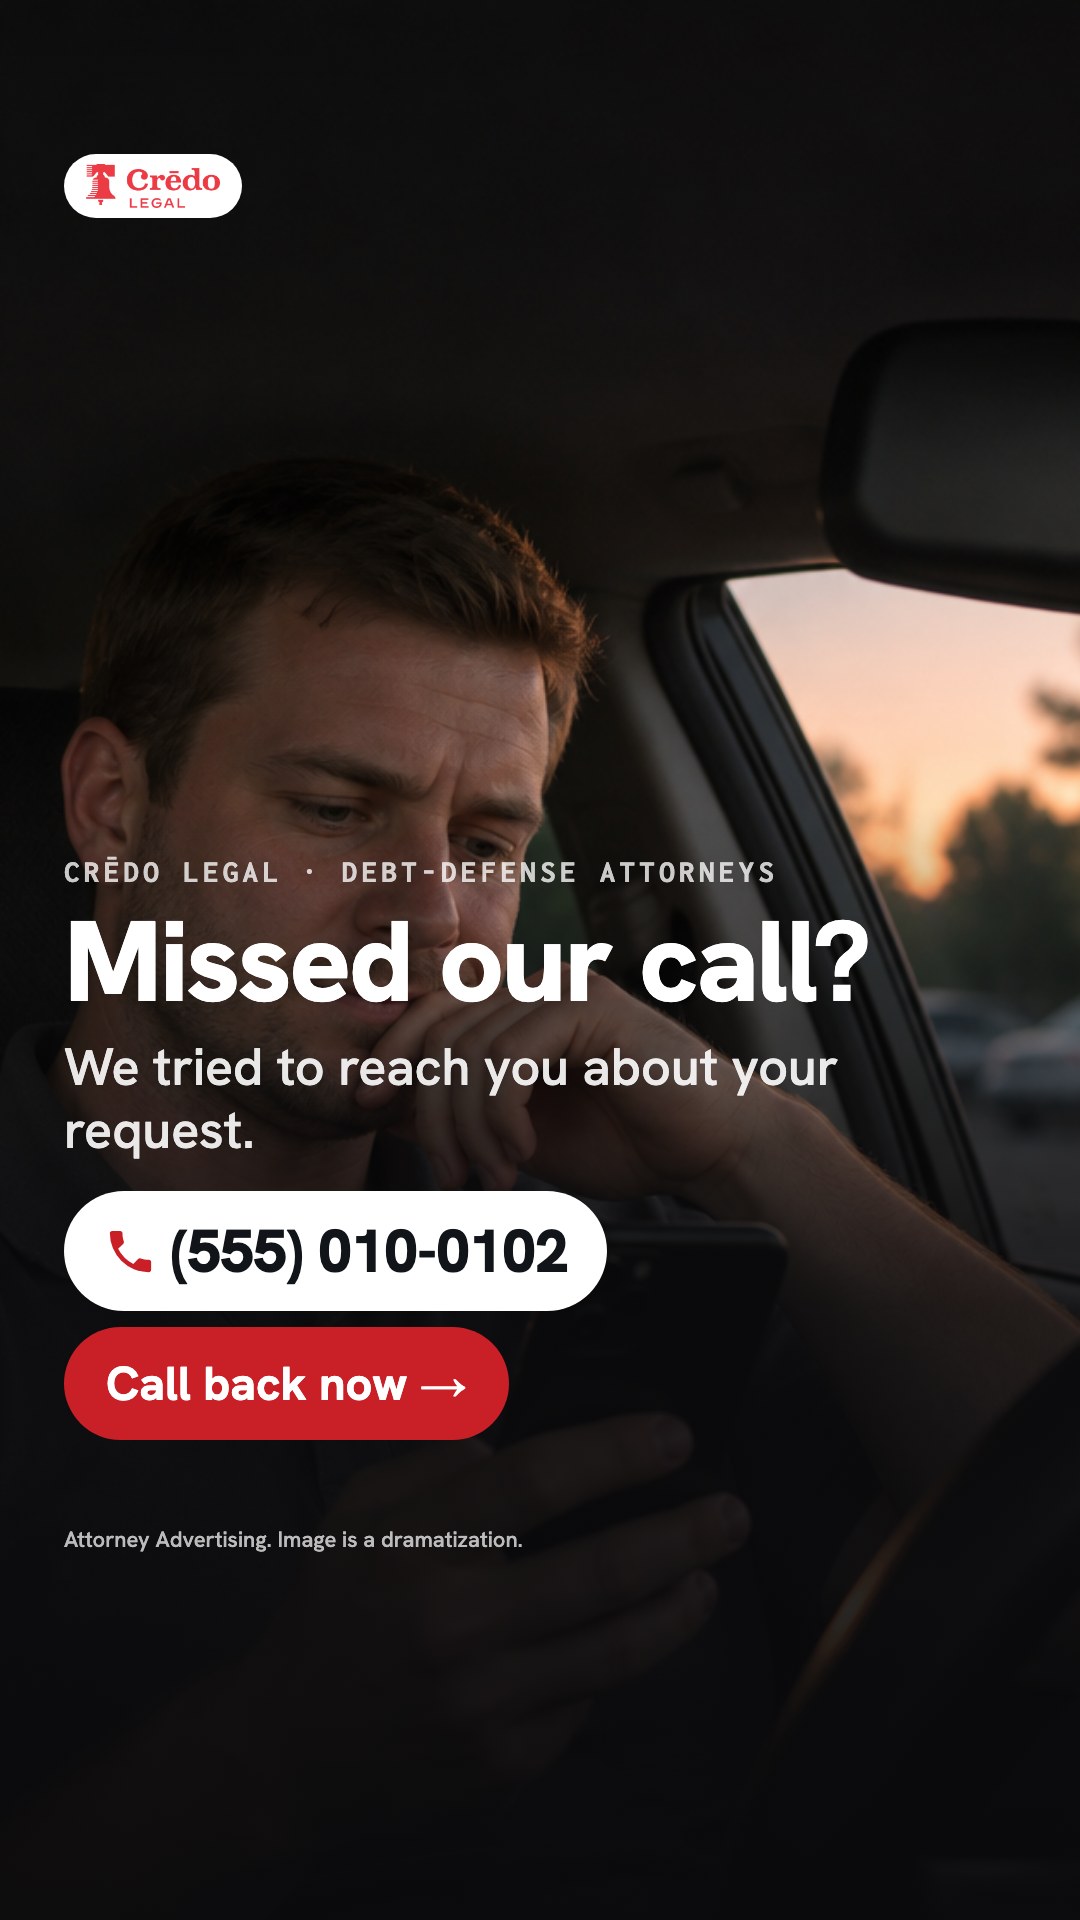 Crēdo
LEGAL
CRĒDO LEGAL · DEBT-DEFENSE ATTORNEYS
Missed our call?
We tried to reach you about your
request.
(555) 010-0102
Call back now →
Attorney Advertising. Image is a dramatization.